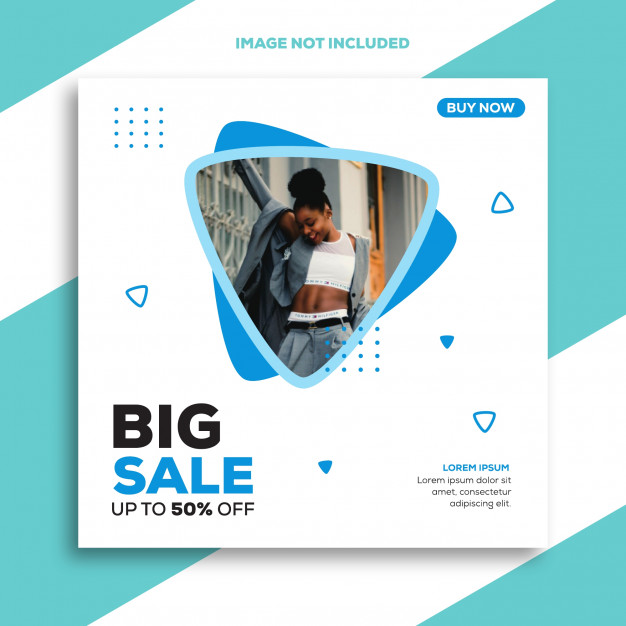 IMAGE NOT INCLUDED
BUY NOW
BIG
SALE
UP TO 50% OFF
LOREM IPSUM
Lorem ipsum dolor sit
amet, consectetur
adipiscing elit.